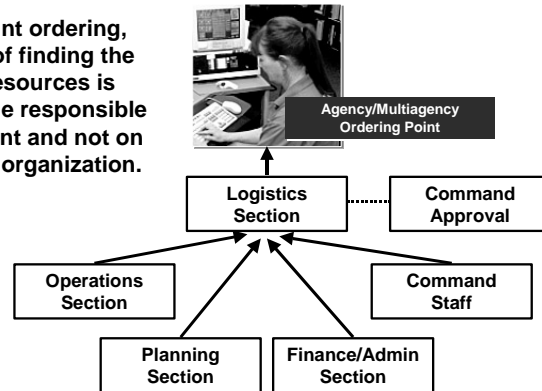 nt ordering,
of finding the
esources is
e responsible
nt and not on
organization.
Agency/Multiagency
Ordering Point
Logistics
Section
Command
Approval
Operations
Section
Command
Staff
Planning
Section
Finance/Admin
Section